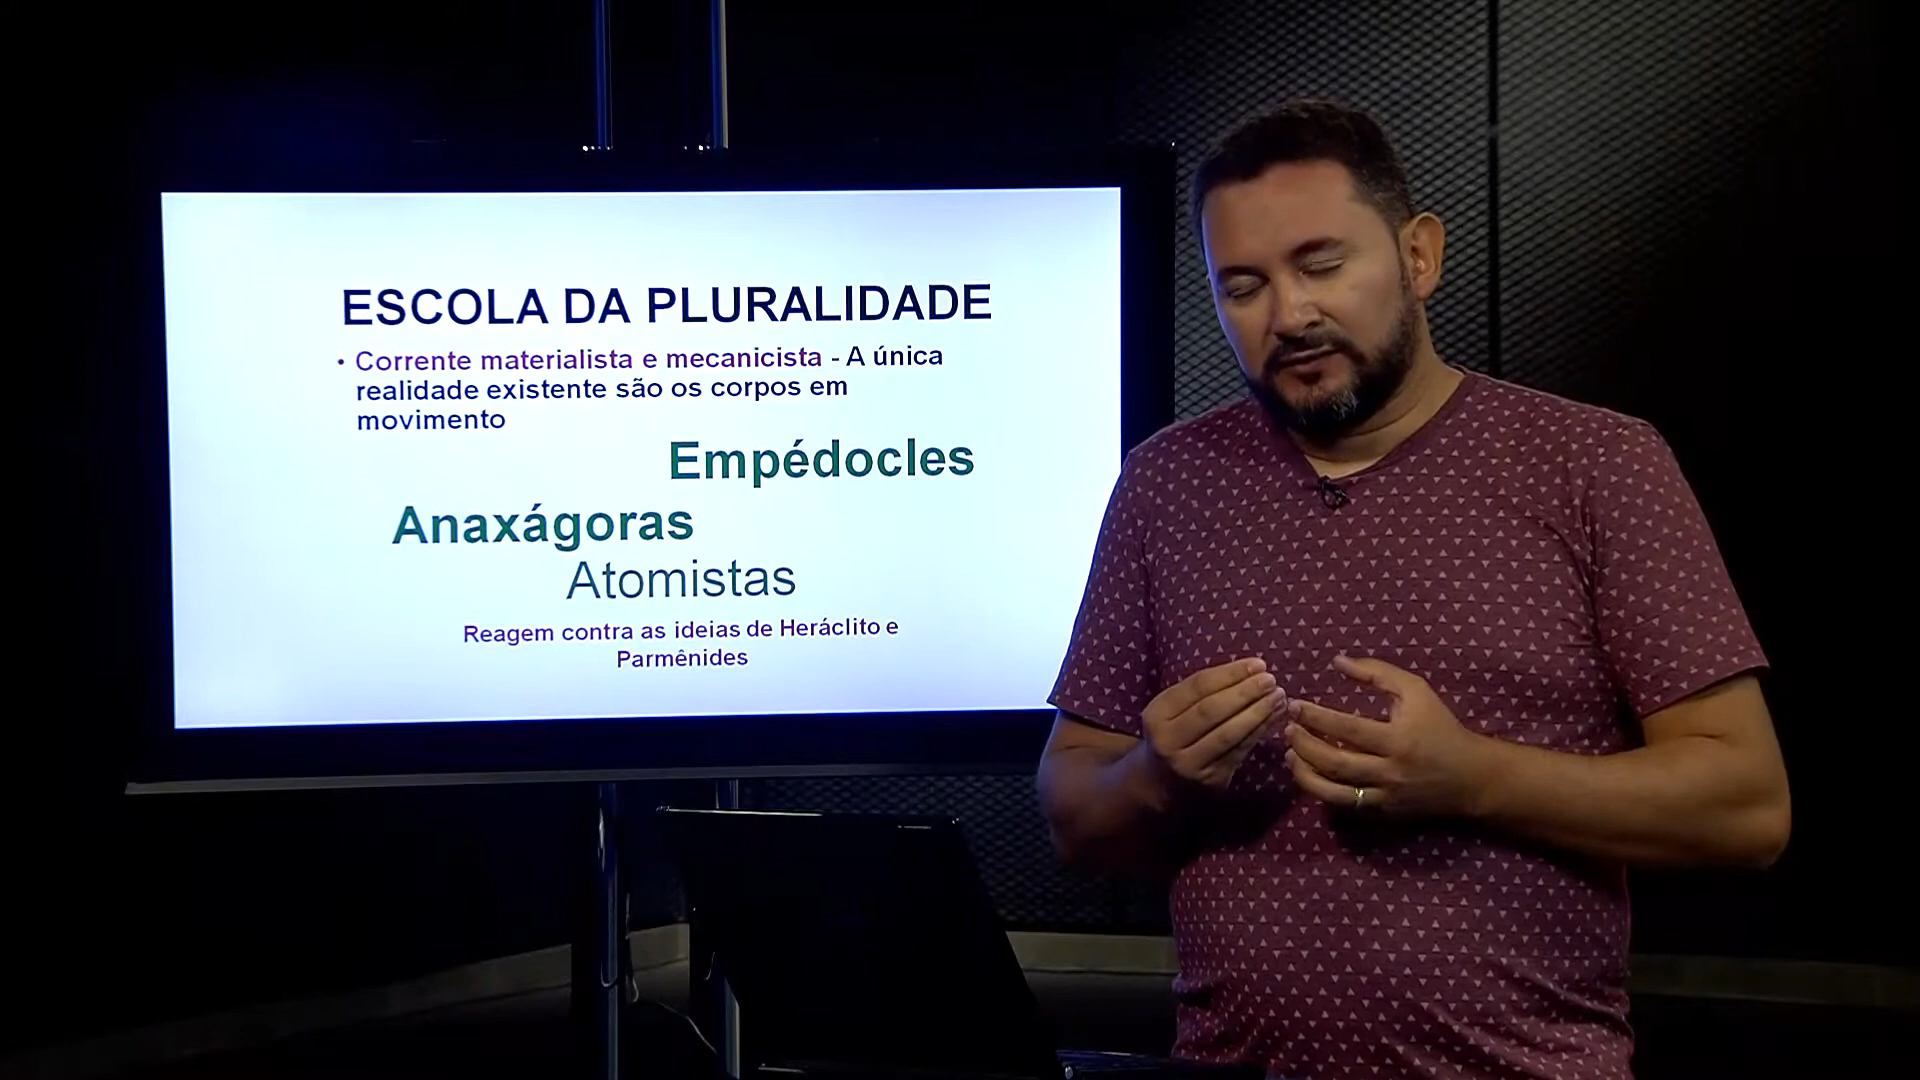 ESCOLA DA PLURALIDADE
• Corrente materialista e mecanicista - A única
realidade existente são os corpos em
movimento
Empédocles
Anaxágoras
Atomistas
Reagem contra as ideias de Heráclito e
Parmênides